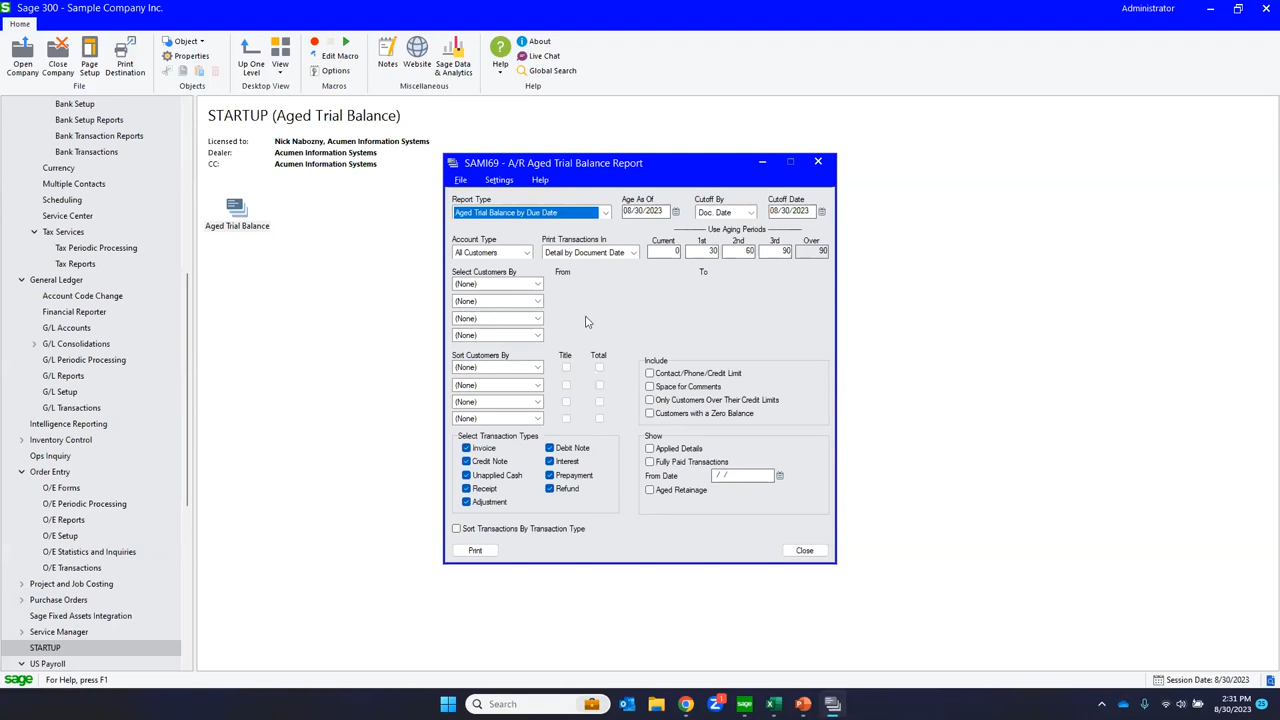 Sage 300 - Sample Company Inc.
Administrator
Home
Open Company
Close Company
Page Setup
Print Destination
File
Object
Properties
Objects
Up One Level
View
Desktop View
Edit Macro
Options
Macros
Notes
Website
Sage Data & Analytics
Miscellaneous
Help
About
Live Chat
Global Search
Help
Bank Setup
Bank Setup Reports
Bank Transaction Reports
Bank Transactions
Currency
Multiple Contacts
Scheduling
Service Center
Tax Services
Tax Periodic Processing
Tax Reports
General Ledger
Account Code Change
Financial Reporter
G/L Accounts
G/L Consolidations
G/L Periodic Processing
G/L Reports
G/L Setup
G/L Transactions
Intelligence Reporting
Inventory Control
Ops Inquiry
Order Entry
O/E Forms
O/E Periodic Processing
O/E Reports
O/E Setup
O/E Statistics and Inquiries
O/E Transactions
Project and Job Costing
Purchase Orders
Sage Fixed Assets Integration
Service Manager
STARTUP
US Payroll
STARTUP (Aged Trial Balance)
Licensed to: Nick Nabozny, Acumen Information Systems
Dealer: Acumen Information Systems
CC: Acumen Information Systems
Aged Trial Balance
SAMI69 - A/R Aged Trial Balance Report
File Settings Help
Report Type Age As Of Cutoff By Cutoff Date
Aged Trial Balance by Due Date 08/30/2023 Doc. Date 08/30/2023
Use Aging Periods
Account Type Print Transactions In Current 1st 2nd 3rd Over
All Customers Detail by Document Date 0 30 60 90 90
Select Customers By From To
(None)
(None)
(None)
(None)
Sort Customers By Title Total
(None)
(None)
(None)
(None)
Include
Contact/Phone/Credit Limit
Space for Comments
Only Customers Over Their Credit Limits
Customers with a Zero Balance
Select Transaction Types
Invoice Debit Note
Credit Note Interest
Unapplied Cash Prepayment
Receipt Refund
Adjustment
Show
Applied Details
Fully Paid Transactions
From Date / /
Aged Retainage
Sort Transactions By Transaction Type
Print Close
sage For Help, press F1
Session Date: 8/30/2023
Search
1
sage
2:31 PM
8/30/2023